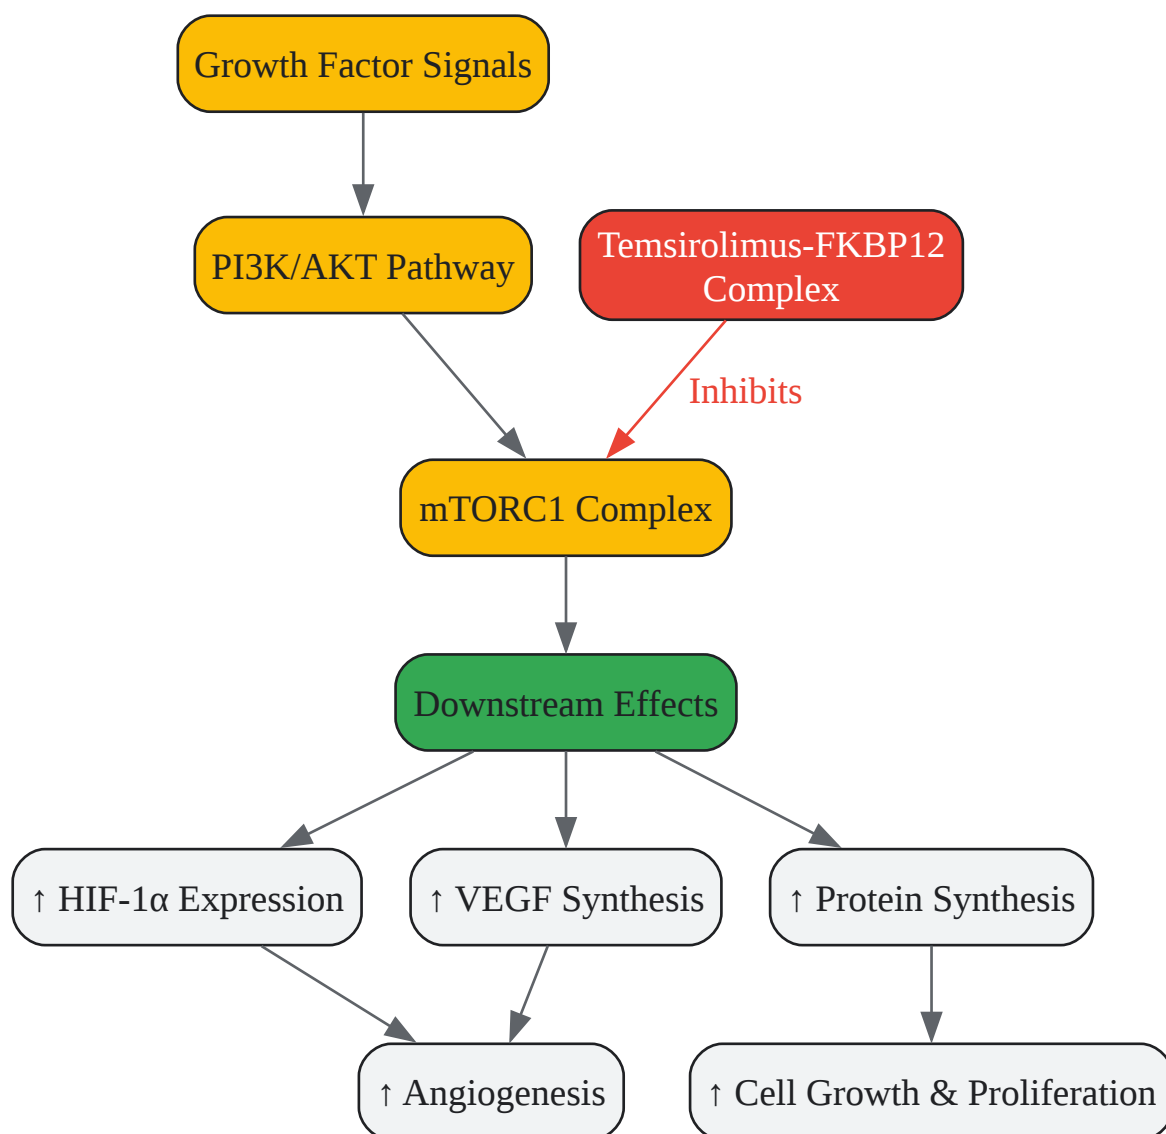 Growth Factor Signals
PI3K/AKT Pathway
Temsirolimus-FKBP12
Complex
Inhibits
mTORC1 Complex
Downstream Effects
↑ HIF-1α Expression
↑ VEGF Synthesis
↑ Protein Synthesis
↑ Angiogenesis
↑ Cell Growth & Proliferation